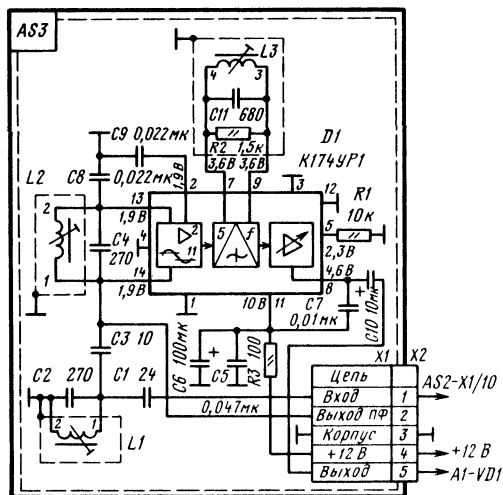 AS3
L3
4 3
C11 680
R2 1,5к
D1
К174УР1
C9 0,022мк
3,6В 3,6В
L2
C8
0,022мк
1,9В
2
7 9
3
12
R1
10к
2
13
1,9В
4
2
11
5 f
5
2,3В
C4
270
1
14
1,9В
4,6В
8
1
10В 11
C7
0,01мк
C10 10мк
C3 10
C6 100мк
C5
R3 100
X1 X2
C2 270 C1 24
0,047мк
2 1
L1
Цепь
Вход 1 AS2-X1/10
Выход ПФ 2
Корпус 3
+12 В 4 +12 В
Выход 5 A1-VD1